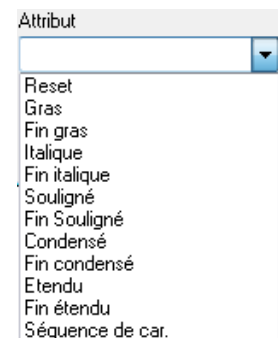 Attribut
Reset
Gras
Fin gras
Italique
Fin italique
Souligné
Fin Souligné
Condensé
Fin condensé
Etendu
Fin étendu
Séquence de car.